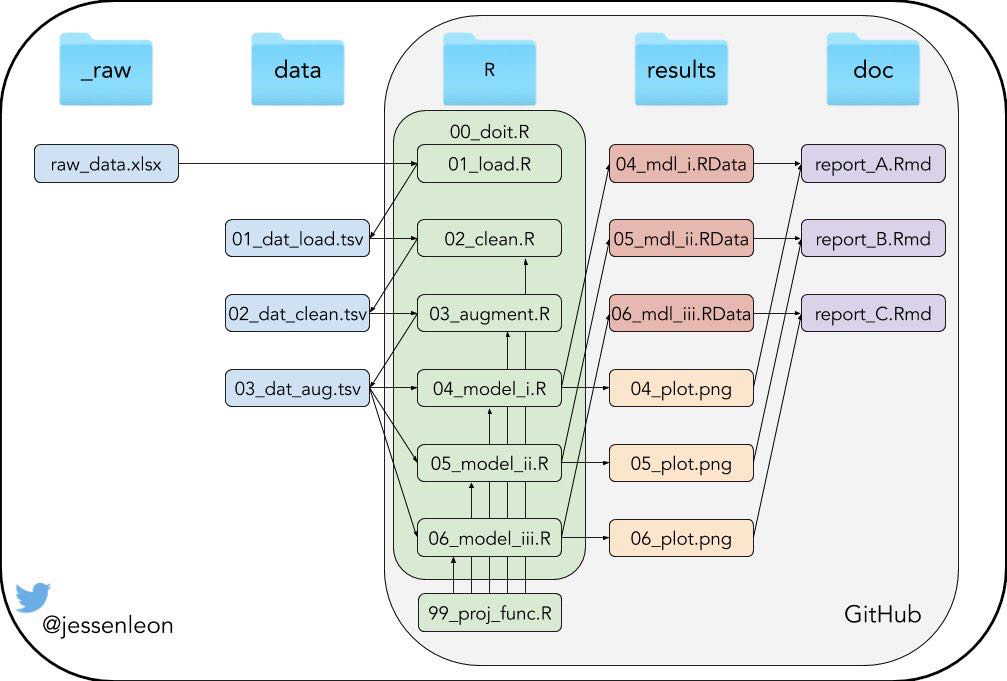 _raw
data
R
results
doc
00_doit.R
raw_data.xlsx
01_load.R
04_mdl_i.RData
report_A.Rmd
01_dat_load.tsv
02_clean.R
05_mdl_ii.RData
report_B.Rmd
02_dat_clean.tsv
03_augment.R
06_mdl_iii.RData
report_C.Rmd
03_dat_aug.tsv
04_model_i.R
04_plot.png
05_model_ii.R
05_plot.png
06_model_iii.R
06_plot.png
99_proj_func.R
GitHub
@jessenleon